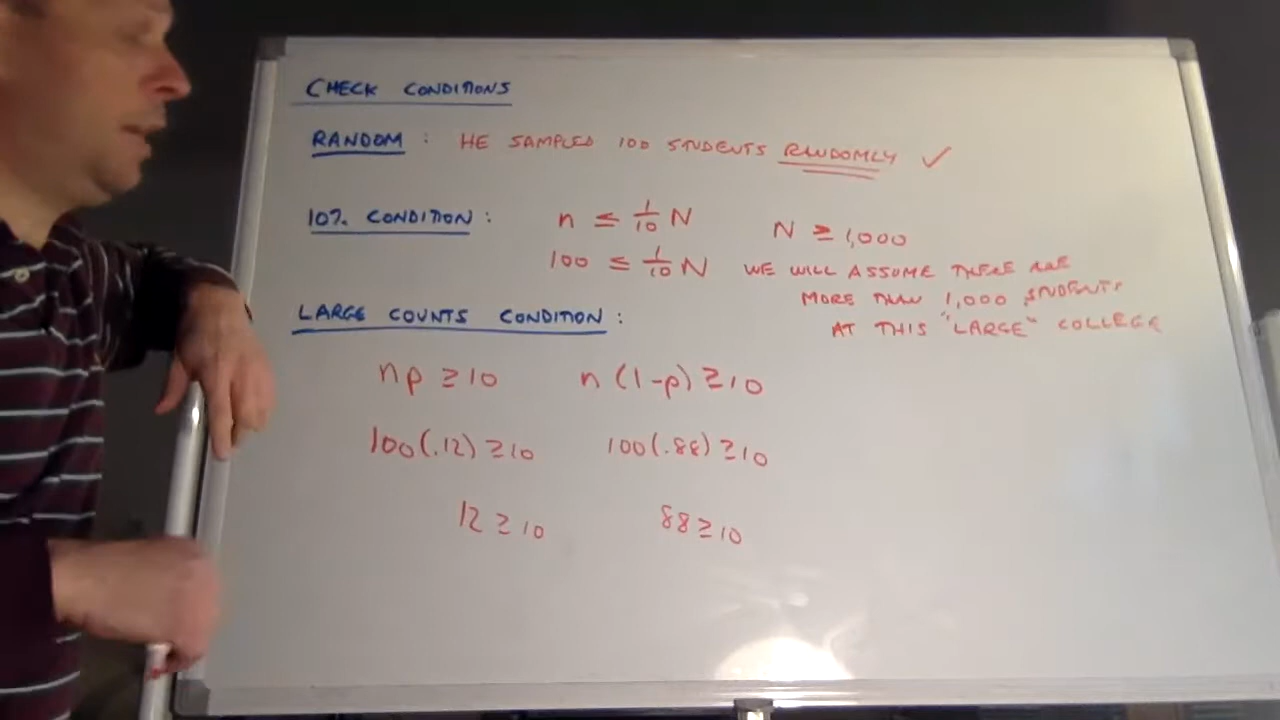 CHECK CONDITIONS
RANDOM : HE SAMPLED 100 STUDENTS RANDOMLY ✓
10% CONDITION : n ≤ 1/10 N N ≥ 1,000
100 ≤ 1/10 N WE WILL ASSUME THERE ARE
MORE THAN 1,000 STUDENTS
AT THIS "LARGE" COLLEGE
LARGE COUNTS CONDITION :
np ≥ 10 n(1-p) ≥ 10
100(.12) ≥ 10 100(.88) ≥ 10
12 ≥ 10 88 ≥ 10